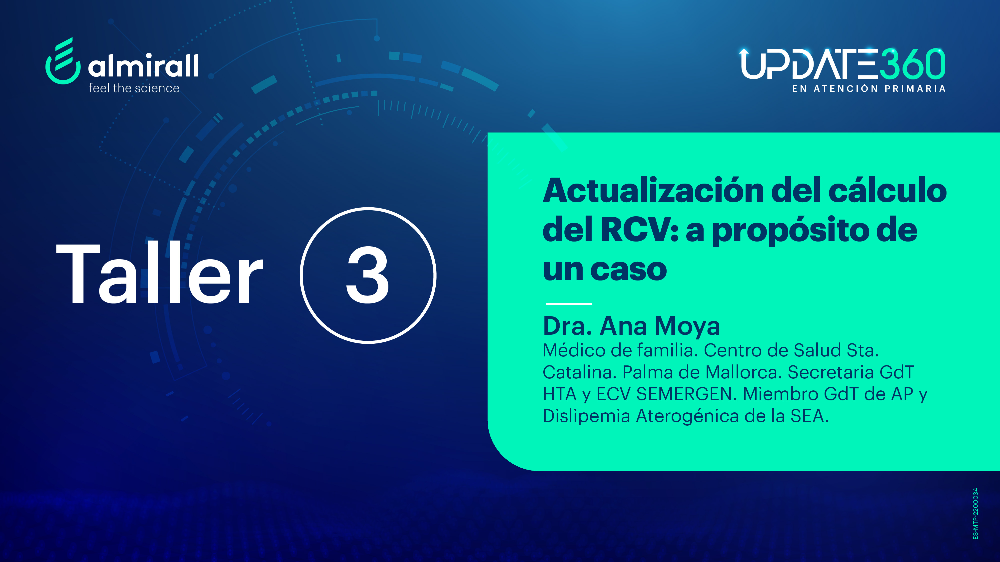 almirall
feel the science
UPDATE360
EN ATENCIÓN PRIMARIA
Taller 3
Actualización del cálculo
del RCV: a propósito de
un caso
Dra. Ana Moya
Médico de familia. Centro de Salud Sta.
Catalina. Palma de Mallorca. Secretaria GdT
HTA y ECV SEMERGEN. Miembro GdT de AP y
Dislipemia Aterogénica de la SEA.
ES-MTP-2200034